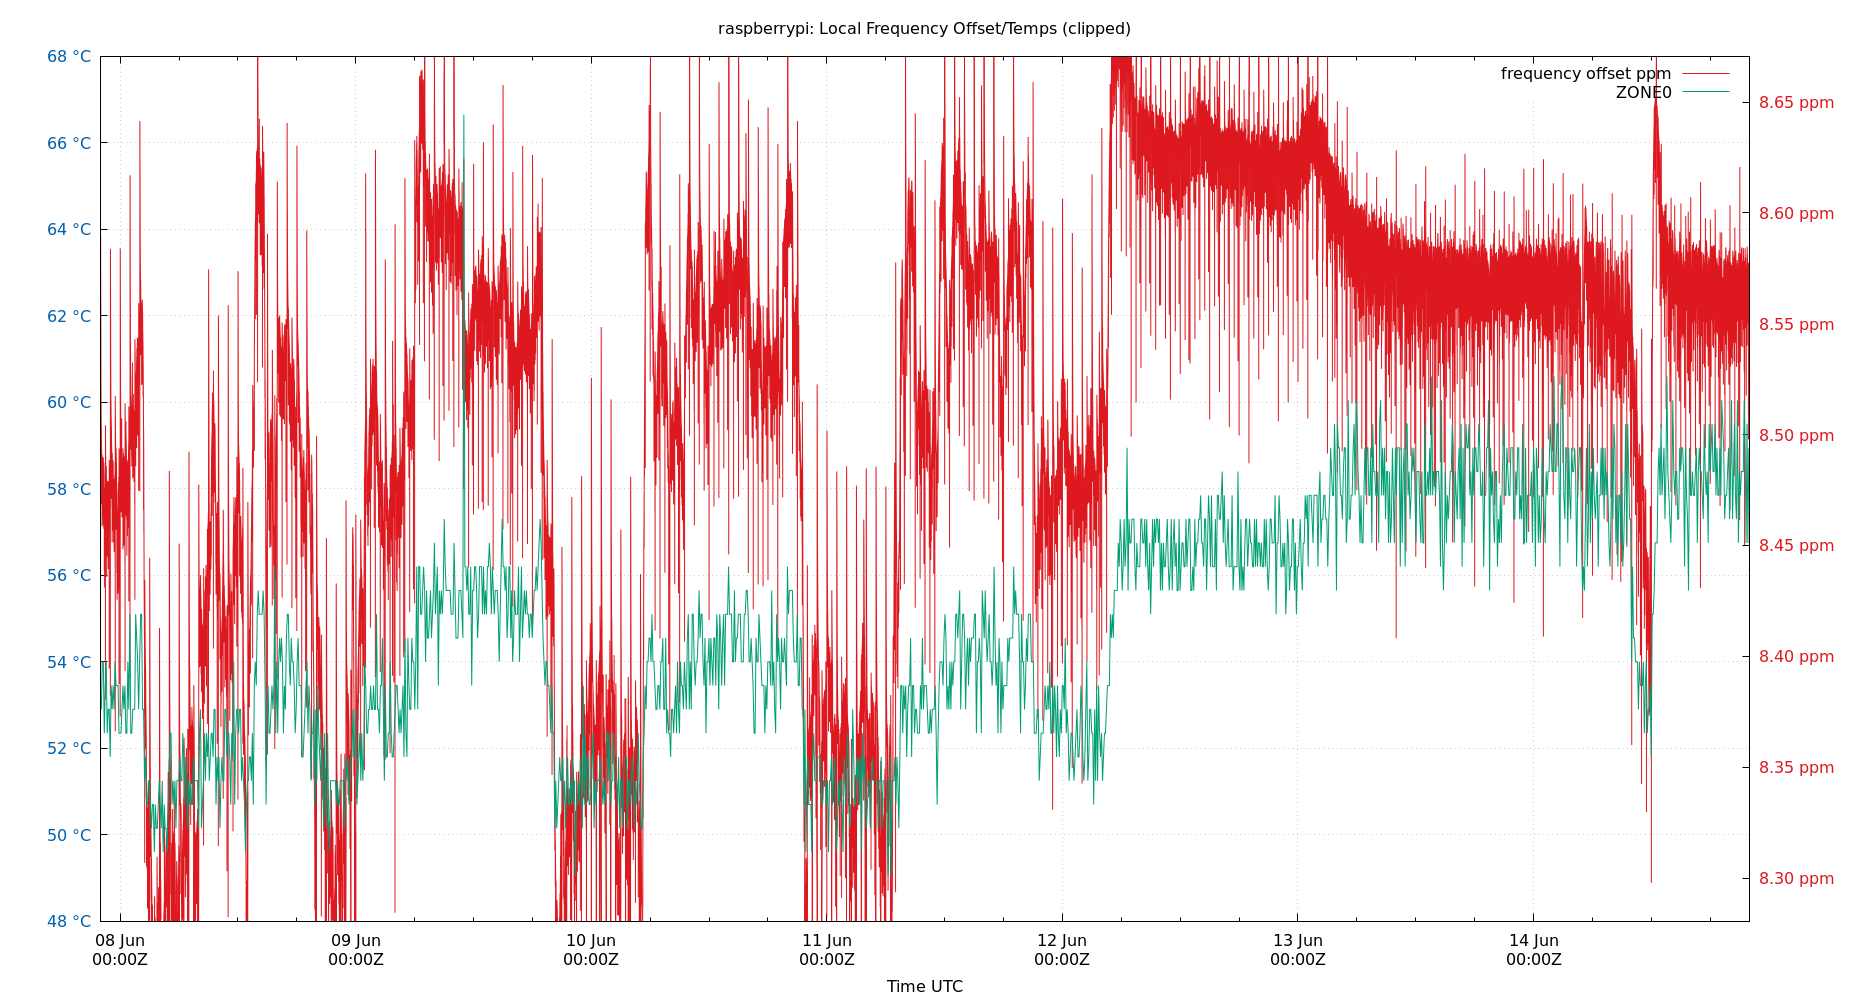 raspberrypi: Local Frequency Offset/Temps (clipped)
68 °C
66 °C
64 °C
62 °C
60 °C
58 °C
56 °C
54 °C
52 °C
50 °C
48 °C
frequency offset ppm
ZONE0
8.65 ppm
8.60 ppm
8.55 ppm
8.50 ppm
8.45 ppm
8.40 ppm
8.35 ppm
8.30 ppm
08 Jun
00:00Z
09 Jun
00:00Z
10 Jun
00:00Z
11 Jun
00:00Z
12 Jun
00:00Z
13 Jun
00:00Z
14 Jun
00:00Z
Time UTC